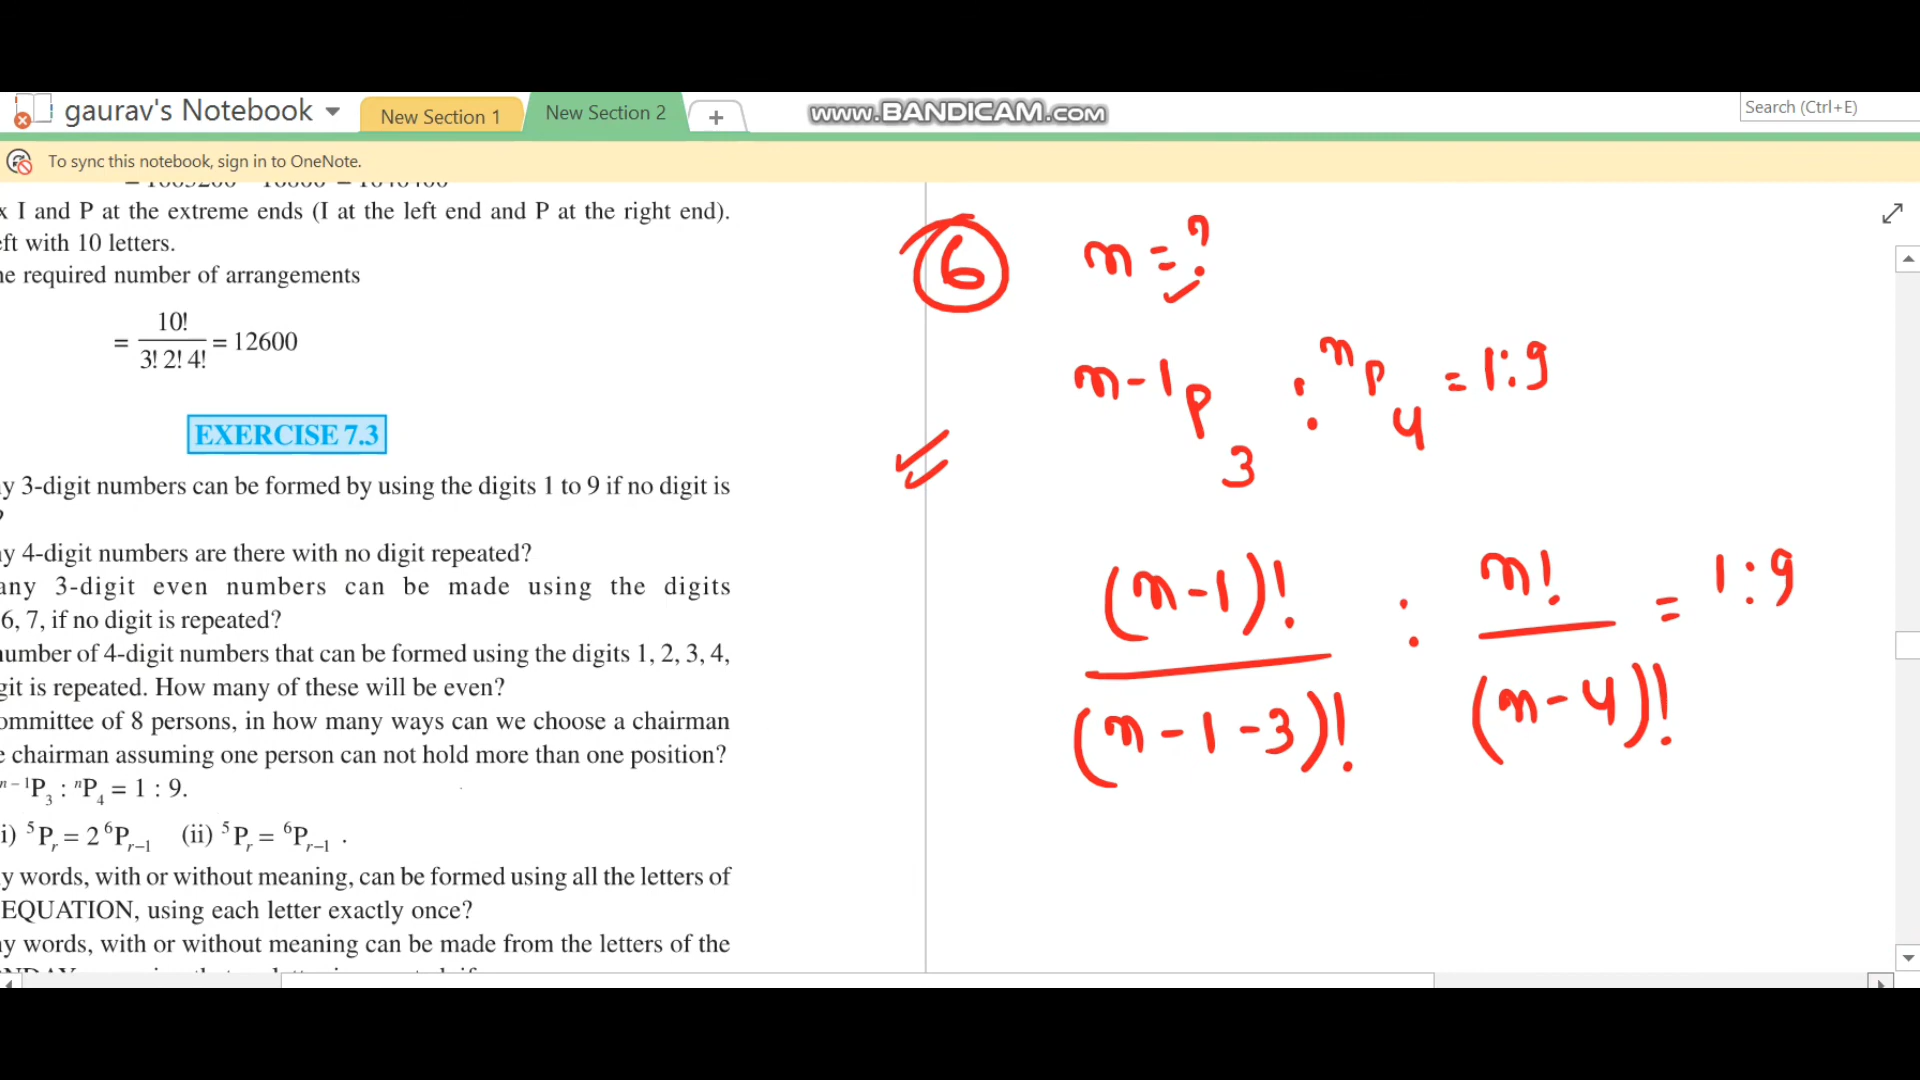 gaurav's Notebook
New Section 1
New Section 2
+
www.BANDICAM.com
Search (Ctrl+E)
To sync this notebook, sign in to OneNote.
x I and P at the extreme ends (I at the left end and P at the right end).
eft with 10 letters.
he required number of arrangements
= 10! / 3! 2! 4! = 12600
EXERCISE 7.3
y 3-digit numbers can be formed by using the digits 1 to 9 if no digit is
?
ny 4-digit numbers are there with no digit repeated?
any 3-digit even numbers can be made using the digits
6, 7, if no digit is repeated?
number of 4-digit numbers that can be formed using the digits 1, 2, 3, 4,
git is repeated. How many of these will be even?
ommittee of 8 persons, in how many ways can we choose a chairman
e chairman assuming one person can not hold more than one position?
ⁿ⁻¹P₃ : ⁿP₄ = 1 : 9.
i) ⁵Pᵣ = 2 ⁶Pᵣ₋₁ (ii) ⁵Pᵣ = ⁶Pᵣ₋₁ .
y words, with or without meaning, can be formed using all the letters of
EQUATION, using each letter exactly once?
ny words, with or without meaning can be made from the letters of the
6 n = ?
ⁿ⁻¹P₃ : ⁿP₄ = 1:9
(n-1)! / (n-1-3)! : n! / (n-4)! = 1:9